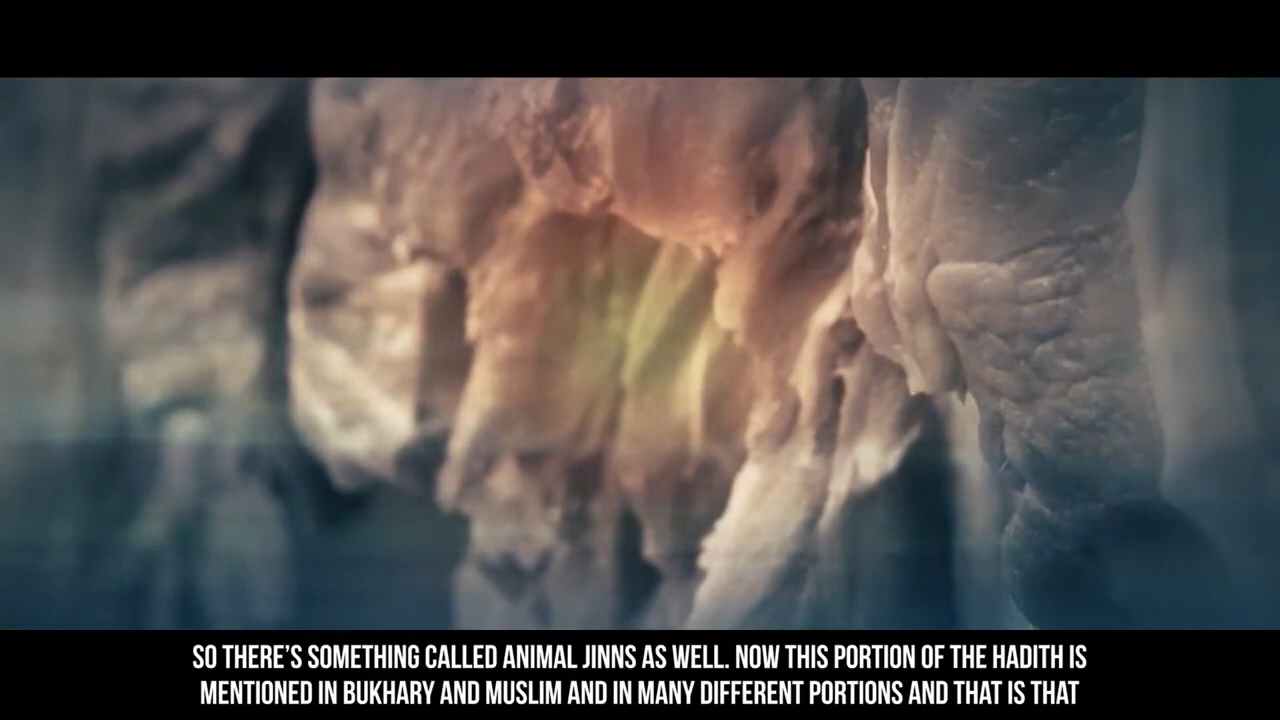 SO THERE'S SOMETHING CALLED ANIMAL JINNS AS WELL. NOW THIS PORTION OF THE HADITH IS
MENTIONED IN BUKHARY AND MUSLIM AND IN MANY DIFFERENT PORTIONS AND THAT IS THAT